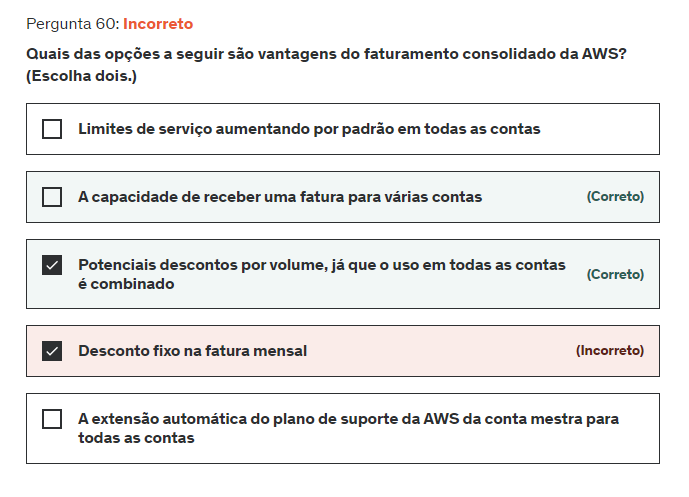 Pergunta 60: Incorreto
Quais das opções a seguir são vantagens do faturamento consolidado da AWS?
(Escolha dois.)
Limites de serviço aumentando por padrão em todas as contas
A capacidade de receber uma fatura para várias contas (Correto)
Potenciais descontos por volume, já que o uso em todas as contas
é combinado (Correto)
Desconto fixo na fatura mensal (Incorreto)
A extensão automática do plano de suporte da AWS da conta mestra para
todas as contas